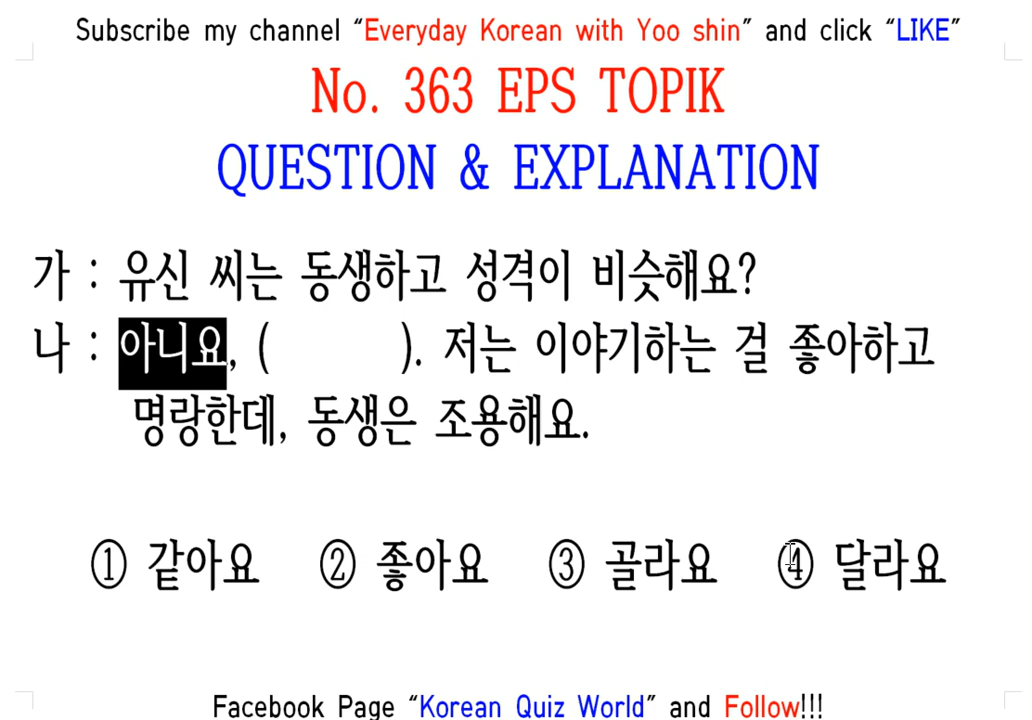 Subscribe my channel “Everyday Korean with Yoo shin” and click “LIKE”
No. 363 EPS TOPIK
QUESTION & EXPLANATION
가 : 유신 씨는 동생하고 성격이 비슷해요?
나 : 아니요, ( ). 저는 이야기하는 걸 좋아하고
명랑한데, 동생은 조용해요.
① 같아요 ② 좋아요 ③ 골라요 ④ 달라요
Facebook Page “Korean Quiz World” and Follow!!!